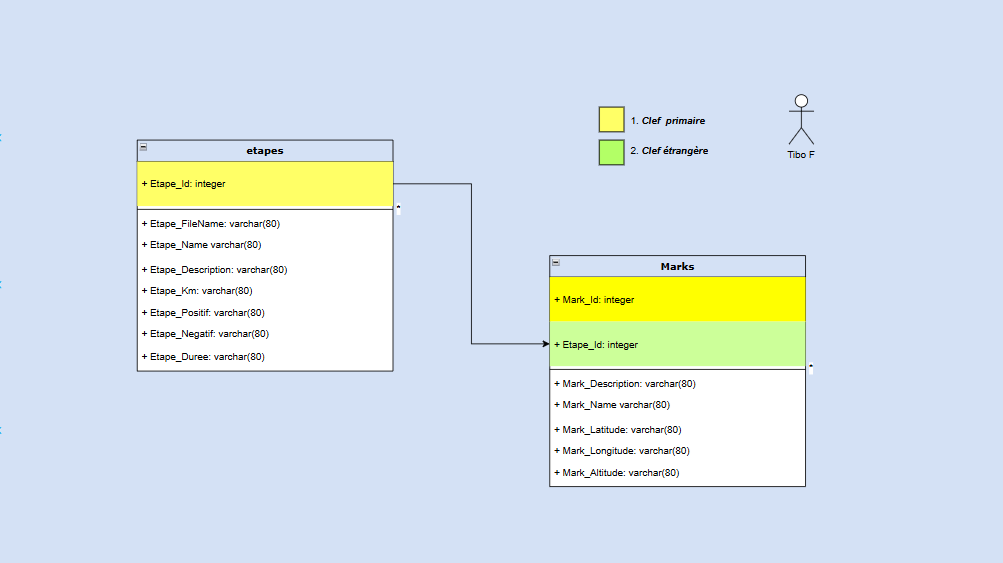 1. Clef primaire
2. Clef étrangère
Tibo F
etapes
+ Etape_Id: integer
+ Etape_FileName: varchar(80)
+ Etape_Name varchar(80)
+ Etape_Description: varchar(80)
+ Etape_Km: varchar(80)
+ Etape_Positif: varchar(80)
+ Etape_Negatif: varchar(80)
+ Etape_Duree: varchar(80)
*
Marks
+ Mark_Id: integer
+ Etape_Id: integer
+ Mark_Description: varchar(80)
+ Mark_Name varchar(80)
+ Mark_Latitude: varchar(80)
+ Mark_Longitude: varchar(80)
+ Mark_Altitude: varchar(80)
*